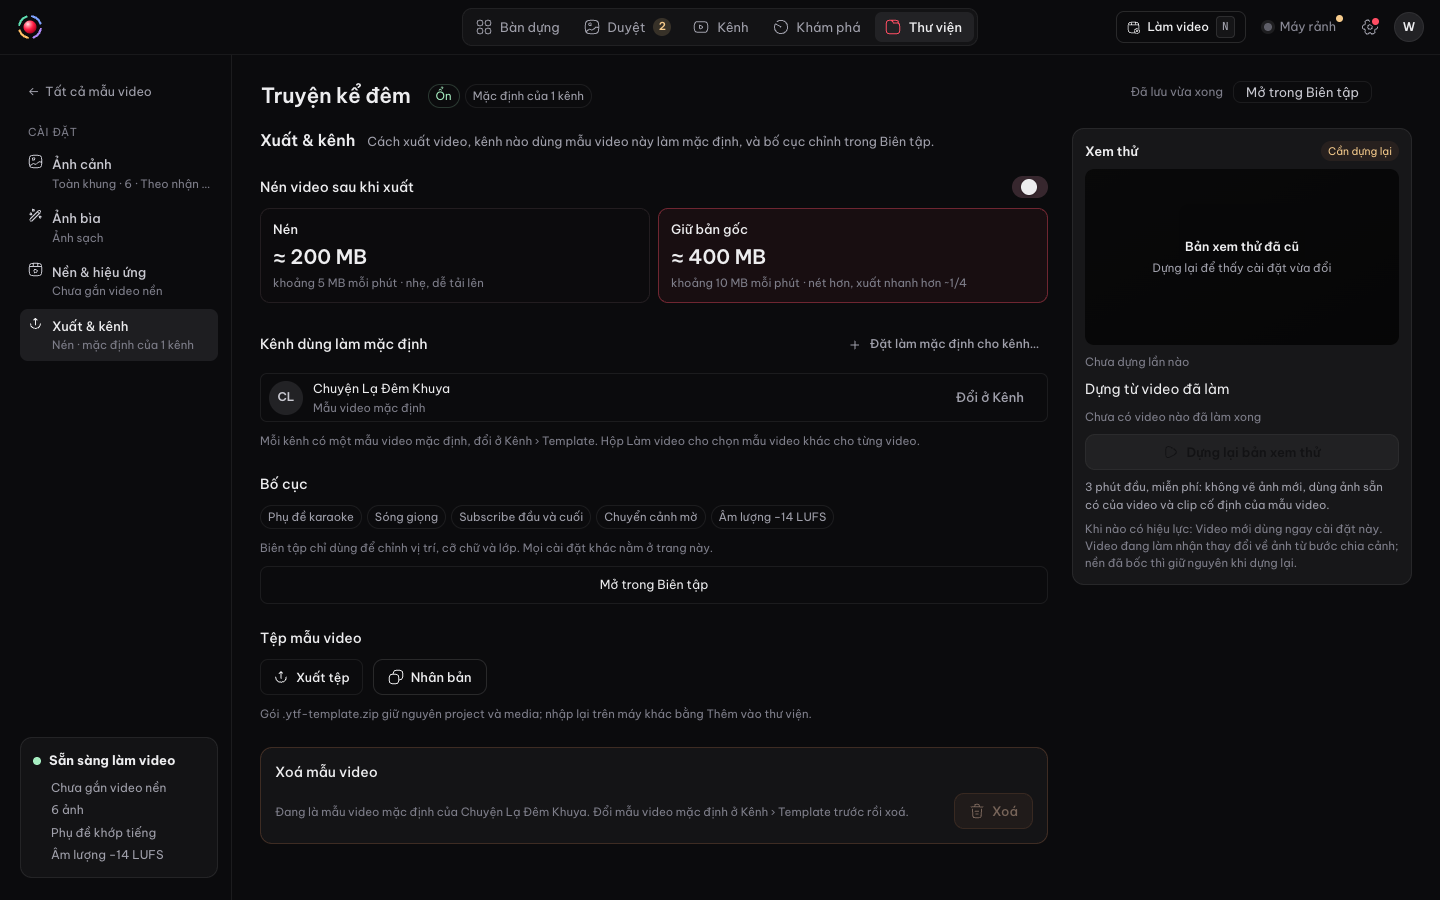 Bàn dựng
Duyệt 2
Kênh
Khám phá
Thư viện
Làm video N
Máy rảnh
W
← Tất cả mẫu video
CÀI ĐẶT
Ảnh cảnh
Toàn khung · 6 · Theo nhận ...
Ảnh bìa
Ảnh sạch
Nền & hiệu ứng
Chưa gắn video nền
Xuất & kênh
Nén · mặc định của 1 kênh
Sẵn sàng làm video
Chưa gắn video nền
6 ảnh
Phụ đề khớp tiếng
Âm lượng -14 LUFS
Truyện kể đêm
Ổn
Mặc định của 1 kênh
Đã lưu vừa xong
Mở trong Biên tập
Xuất & kênh
Cách xuất video, kênh nào dùng mẫu video này làm mặc định, và bố cục chỉnh trong Biên tập.
Nén video sau khi xuất
Nén
≈ 200 MB
khoảng 5 MB mỗi phút · nhẹ, dễ tải lên
Giữ bản gốc
≈ 400 MB
khoảng 10 MB mỗi phút · nét hơn, xuất nhanh hơn ~1/4
Kênh dùng làm mặc định
+ Đặt làm mặc định cho kênh...
CL
Chuyện Lạ Đêm Khuya
Mẫu video mặc định
Đổi ở Kênh
Mỗi kênh có một mẫu video mặc định, đổi ở Kênh › Template. Hộp Làm video cho chọn mẫu video khác cho từng video.
Bố cục
Phụ đề karaoke
Sóng giọng
Subscribe đầu và cuối
Chuyển cảnh mờ
Âm lượng -14 LUFS
Biên tập chỉ dùng để chỉnh vị trí, cỡ chữ và lớp. Mọi cài đặt khác nằm ở trang này.
Mở trong Biên tập
Tệp mẫu video
Xuất tệp
Nhân bản
Gói .ytf-template.zip giữ nguyên project và media; nhập lại trên máy khác bằng Thêm vào thư viện.
Xoá mẫu video
Đang là mẫu video mặc định của Chuyện Lạ Đêm Khuya. Đổi mẫu video mặc định ở Kênh › Template trước rồi xoá.
Xoá
Xem thử
Cần dựng lại
Bản xem thử đã cũ
Dựng lại để thấy cài đặt vừa đổi
Chưa dựng lần nào
Dựng từ video đã làm
Chưa có video nào đã làm xong
Dựng lại bản xem thử
3 phút đầu, miễn phí: không vẽ ảnh mới, dùng ảnh sẵn
có của video và clip cố định của mẫu video.
Khi nào có hiệu lực: Video mới dùng ngay cài đặt này.
Video đang làm nhận thay đổi về ảnh từ bước chia cảnh;
nền đã bốc thì giữ nguyên khi dựng lại.